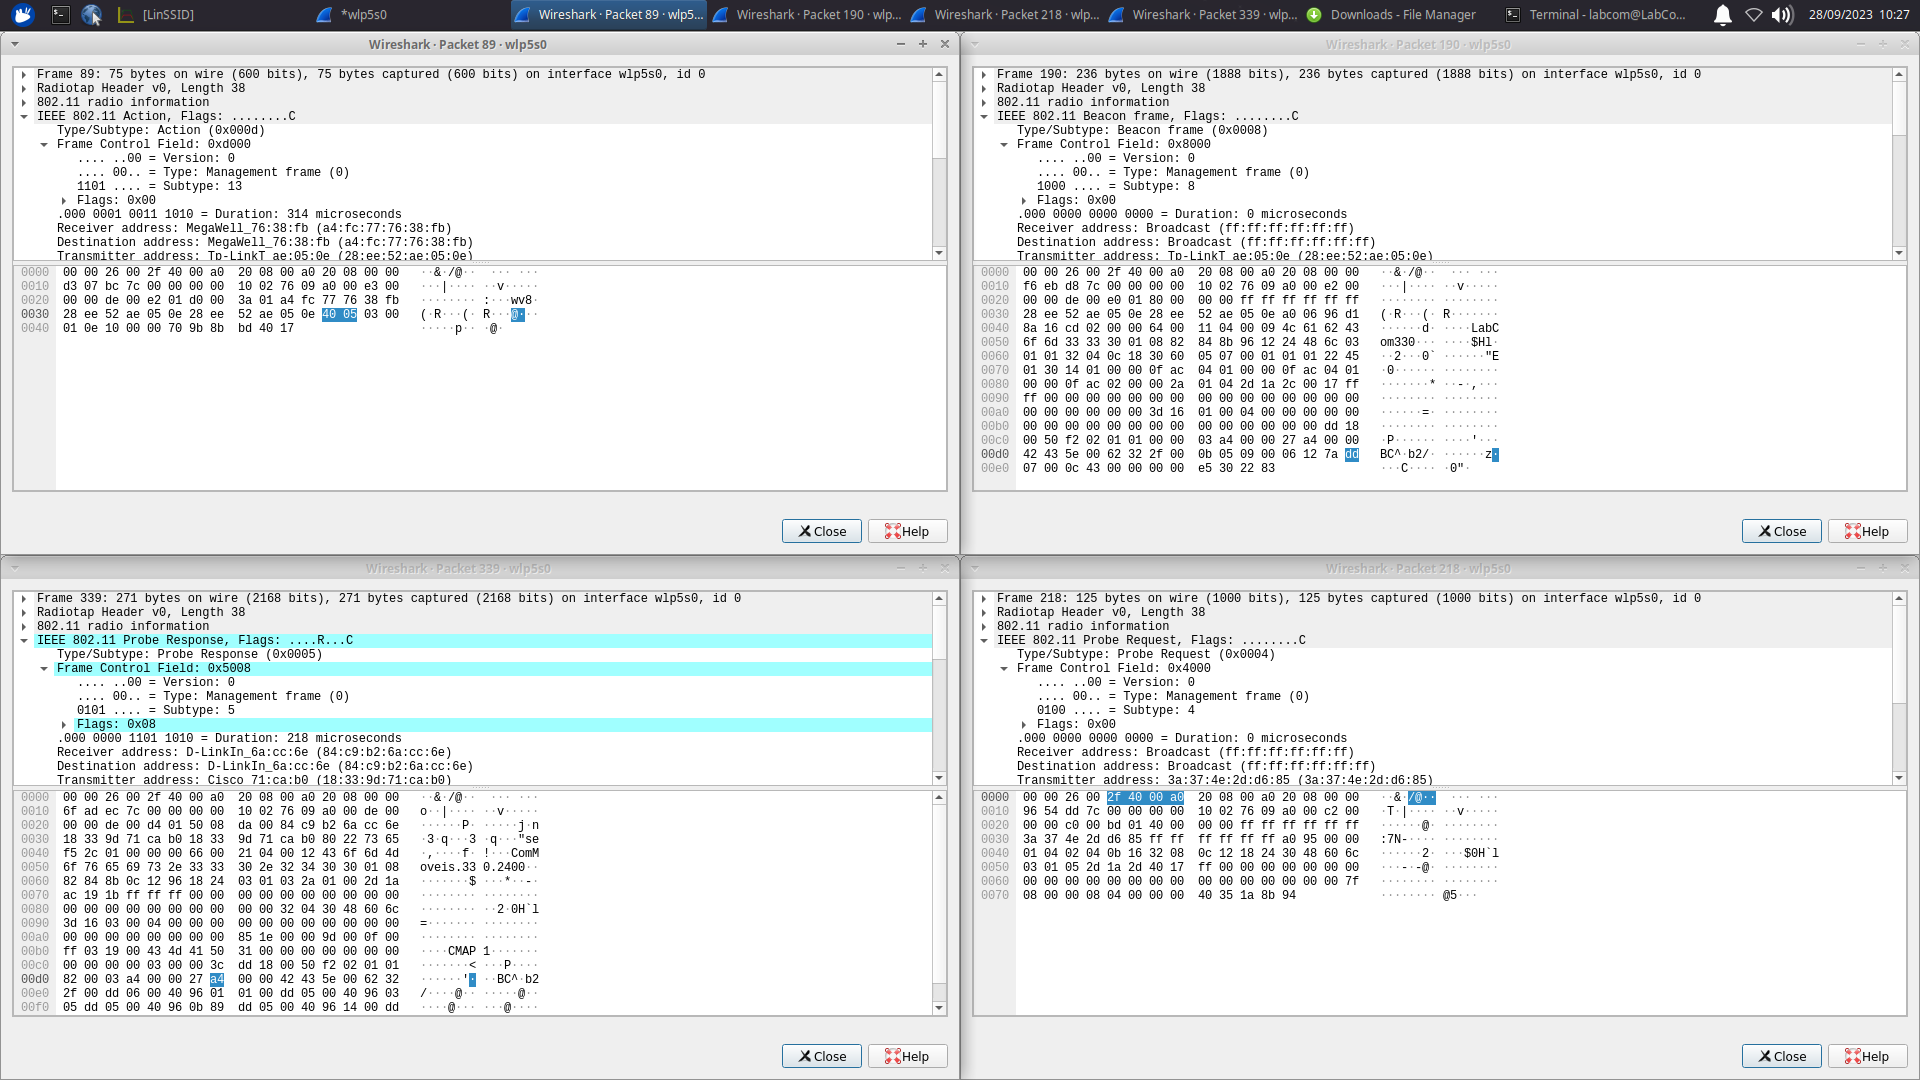 [LinSSID]
*wlp5s0
Wireshark · Packet 89 · wlp5...
Wireshark · Packet 190 · wlp...
Wireshark · Packet 218 · wlp...
Wireshark · Packet 339 · wlp...
Downloads - File Manager
Terminal - labcom@LabCo...
28/09/2023 10:27
Wireshark · Packet 89 · wlp5s0
Frame 89: 75 bytes on wire (600 bits), 75 bytes captured (600 bits) on interface wlp5s0, id 0
Radiotap Header v0, Length 38
802.11 radio information
IEEE 802.11 Action, Flags: ........C
Type/Subtype: Action (0x000d)
Frame Control Field: 0xd000
.... ..00 = Version: 0
.... 00.. = Type: Management frame (0)
1101 .... = Subtype: 13
Flags: 0x00
.000 0001 0011 1010 = Duration: 314 microseconds
Receiver address: MegaWell_76:38:fb (a4:fc:77:76:38:fb)
Destination address: MegaWell_76:38:fb (a4:fc:77:76:38:fb)
Transmitter address: Tp-LinkT_ae:05:0e (28:ee:52:ae:05:0e)
0000 00 00 26 00 2f 40 00 a0 20 08 00 a0 20 08 00 00 ··&·/@·· ··· ···
0010 d3 07 bc 7c 00 00 00 00 10 02 76 09 a0 00 e3 00 ···|···· ··v·····
0020 00 00 de 00 e2 01 d0 00 3a 01 a4 fc 77 76 38 fb ········ :···wv8·
0030 28 ee 52 ae 05 0e 28 ee 52 ae 05 0e 40 05 03 00 (·R···(· R···@···
0040 01 0e 10 00 00 70 9b 8b bd 40 17 ·····p·· ·@·
Close
Help
Wireshark · Packet 190 · wlp5s0
Frame 190: 236 bytes on wire (1888 bits), 236 bytes captured (1888 bits) on interface wlp5s0, id 0
Radiotap Header v0, Length 38
802.11 radio information
IEEE 802.11 Beacon frame, Flags: ........C
Type/Subtype: Beacon frame (0x0008)
Frame Control Field: 0x8000
.... ..00 = Version: 0
.... 00.. = Type: Management frame (0)
1000 .... = Subtype: 8
Flags: 0x00
.000 0000 0000 0000 = Duration: 0 microseconds
Receiver address: Broadcast (ff:ff:ff:ff:ff:ff)
Destination address: Broadcast (ff:ff:ff:ff:ff:ff)
Transmitter address: Tp-LinkT_ae:05:0e (28:ee:52:ae:05:0e)
0000 00 00 26 00 2f 40 00 a0 20 08 00 a0 20 08 00 00 ··&·/@·· ··· ···
0010 f6 eb d8 7c 00 00 00 00 10 02 76 09 a0 00 e2 00 ···|···· ··v·····
0020 00 00 de 00 e0 01 80 00 00 00 ff ff ff ff ff ff ········ ········
0030 28 ee 52 ae 05 0e 28 ee 52 ae 05 0e a0 06 96 d1 (·R···(· R·······
0040 8a 16 cd 02 00 00 64 00 11 04 00 09 4c 61 62 43 ······d· ····LabC
0050 6f 6d 33 33 30 01 08 82 84 8b 96 12 24 48 6c 03 om330··· ····$Hl·
0060 01 01 32 04 0c 18 30 60 05 07 00 01 01 01 22 45 ··2···0` ······"E
0070 01 30 14 01 00 00 0f ac 04 01 00 00 0f ac 04 01 ·0······ ········
0080 00 00 0f ac 02 00 00 2a 01 04 2d 1a 2c 00 17 ff ·······* ··-·,···
0090 ff 00 00 00 00 00 00 00 00 00 00 00 00 00 00 00 ········ ········
00a0 00 00 00 00 00 00 3d 16 01 00 04 00 00 00 00 00 ······=· ········
00b0 00 00 00 00 00 00 00 00 00 00 00 00 00 00 dd 18 ········ ········
00c0 00 50 f2 02 01 01 00 00 03 a4 00 00 27 a4 00 00 ·P······ ····'···
00d0 42 43 5e 00 62 32 2f 00 0b 05 09 00 06 12 7a dd BC^·b2/· ······z·
00e0 07 00 0c 43 00 00 00 00 e5 30 22 83 ···C···· ·0"·
Close
Help
Wireshark · Packet 339 · wlp5s0
Frame 339: 271 bytes on wire (2168 bits), 271 bytes captured (2168 bits) on interface wlp5s0, id 0
Radiotap Header v0, Length 38
802.11 radio information
IEEE 802.11 Probe Response, Flags: ....R...C
Type/Subtype: Probe Response (0x0005)
Frame Control Field: 0x5008
.... ..00 = Version: 0
.... 00.. = Type: Management frame (0)
0101 .... = Subtype: 5
Flags: 0x08
.000 0000 1101 1010 = Duration: 218 microseconds
Receiver address: D-LinkIn_6a:cc:6e (84:c9:b2:6a:cc:6e)
Destination address: D-LinkIn_6a:cc:6e (84:c9:b2:6a:cc:6e)
Transmitter address: Cisco_71:ca:b0 (18:33:9d:71:ca:b0)
0000 00 00 26 00 2f 40 00 a0 20 08 00 a0 20 08 00 00 ··&·/@·· ··· ···
0010 6f ad ec 7c 00 00 00 00 10 02 76 09 a0 00 de 00 o··|···· ··v·····
0020 00 00 de 00 d4 01 50 08 da 00 84 c9 b2 6a cc 6e ······P· ·····j·n
0030 18 33 9d 71 ca b0 18 33 9d 71 ca b0 80 22 73 65 ·3·q···3 ·q···"se
0040 f5 2c 01 00 00 00 66 00 21 04 00 12 43 6f 6d 4d ·,····f· !···ComM
0050 6f 76 65 69 73 2e 33 33 30 2e 32 34 30 30 01 08 oveis.33 0.2400··
0060 82 84 8b 0c 12 96 18 24 03 01 03 2a 01 00 2d 1a ·······$ ···*··-·
0070 ac 19 1b ff ff ff 00 00 00 00 00 00 00 00 00 00 ········ ········
0080 00 00 00 00 00 00 00 00 00 00 32 04 30 48 60 6c ········ ··2·0H`l
0090 3d 16 03 00 04 00 00 00 00 00 00 00 00 00 00 00 =······· ········
00a0 00 00 00 00 00 00 00 00 85 1e 00 00 9d 00 0f 00 ········ ········
00b0 ff 03 19 00 43 4d 41 50 31 00 00 00 00 00 00 00 ····CMAP 1·······
00c0 00 00 00 00 03 00 00 3c dd 18 00 50 f2 02 01 01 ·······< ···P····
00d0 82 00 03 a4 00 00 27 a4 00 00 42 43 5e 00 62 32 ······'· ··BC^·b2
00e0 2f 00 dd 06 00 40 96 01 01 00 dd 05 00 40 96 03 /····@·· ·····@··
00f0 05 dd 05 00 40 96 0b 89 dd 05 00 40 96 14 00 dd ····@··· ···@····
Close
Help
Wireshark · Packet 218 · wlp5s0
Frame 218: 125 bytes on wire (1000 bits), 125 bytes captured (1000 bits) on interface wlp5s0, id 0
Radiotap Header v0, Length 38
802.11 radio information
IEEE 802.11 Probe Request, Flags: ........C
Type/Subtype: Probe Request (0x0004)
Frame Control Field: 0x4000
.... ..00 = Version: 0
.... 00.. = Type: Management frame (0)
0100 .... = Subtype: 4
Flags: 0x00
.000 0000 0000 0000 = Duration: 0 microseconds
Receiver address: Broadcast (ff:ff:ff:ff:ff:ff)
Destination address: Broadcast (ff:ff:ff:ff:ff:ff)
Transmitter address: 3a:37:4e:2d:d6:85 (3a:37:4e:2d:d6:85)
0000 00 00 26 00 2f 40 00 a0 20 08 00 a0 20 08 00 00 ··&·/@·· ··· ···
0010 96 54 dd 7c 00 00 00 00 10 02 76 09 a0 00 c2 00 ·T·|···· ··v·····
0020 00 00 c0 00 bd 01 40 00 00 00 ff ff ff ff ff ff ······@· ········
0030 3a 37 4e 2d d6 85 ff ff ff ff ff ff a0 95 00 00 :7N-···· ········
0040 01 04 02 04 0b 16 32 08 0c 12 18 24 30 48 60 6c ······2· ···$0H`l
0050 03 01 05 2d 1a 2d 40 17 ff 00 00 00 00 00 00 00 ···-·-@· ········
0060 00 00 00 00 00 00 00 00 00 00 00 00 00 00 00 7f ········ ········
0070 08 00 00 08 04 00 00 00 40 35 1a 8b 94 ········ @5···
Close
Help